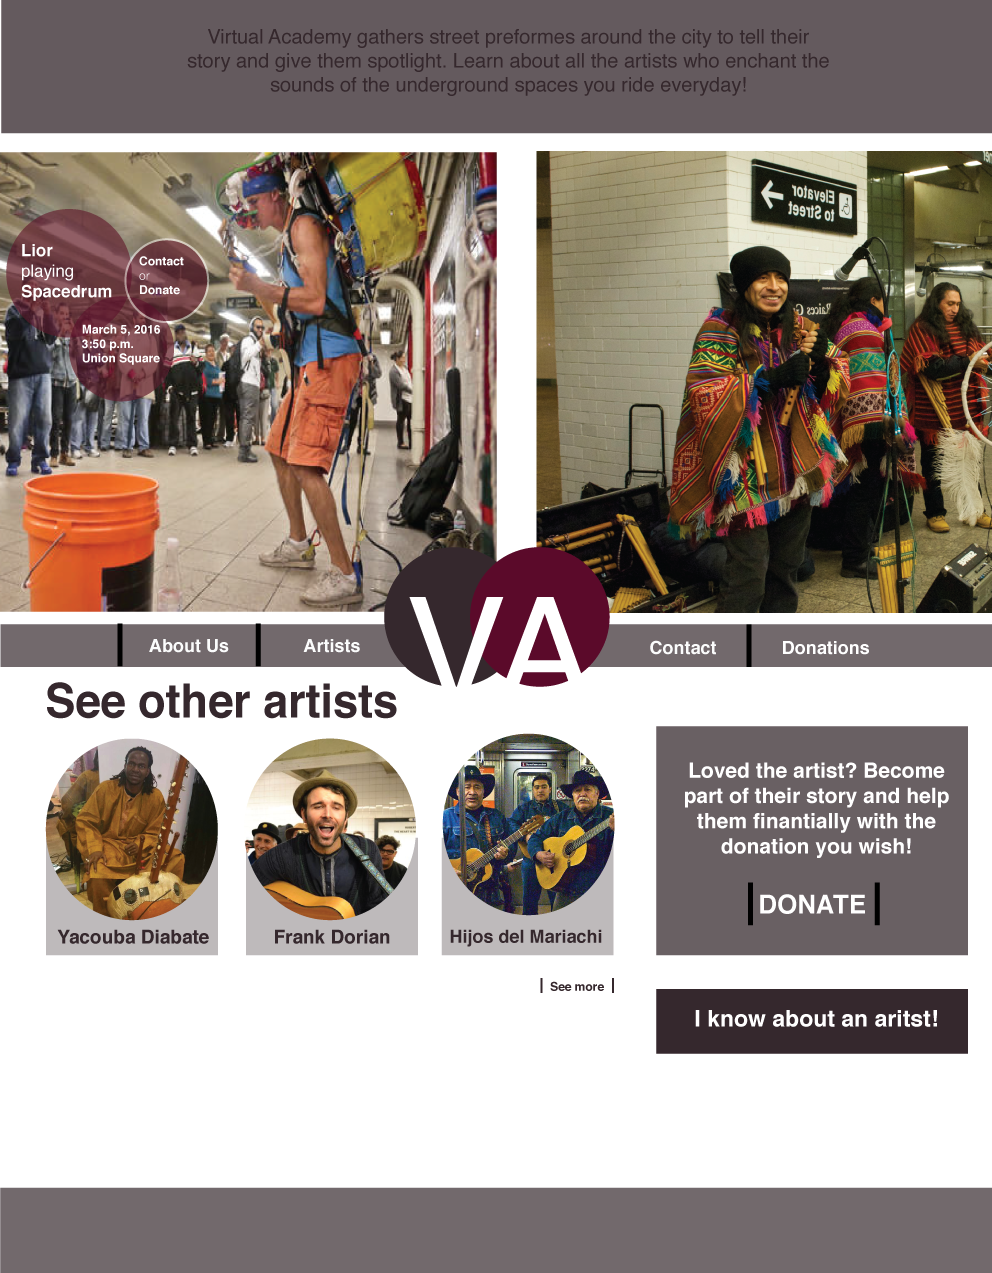 Virtual Academy gathers street preformes around the city to tell their
story and give them spotlight. Learn about all the artists who enchant the
sounds of the underground spaces you ride everyday!
Lior
playing
Spacedrum
Contact
or
Donate
March 5, 2016
3:50 p.m.
Union Square
Elevator
to Street
Raices
VA
About Us
Artists
Contact
Donations
See other artists
Yacouba Diabate
Frank Dorian
Hijos del Mariachi
See more
Loved the artist? Become
part of their story and help
them finantially with the
donation you wish!
DONATE
I know about an aritst!